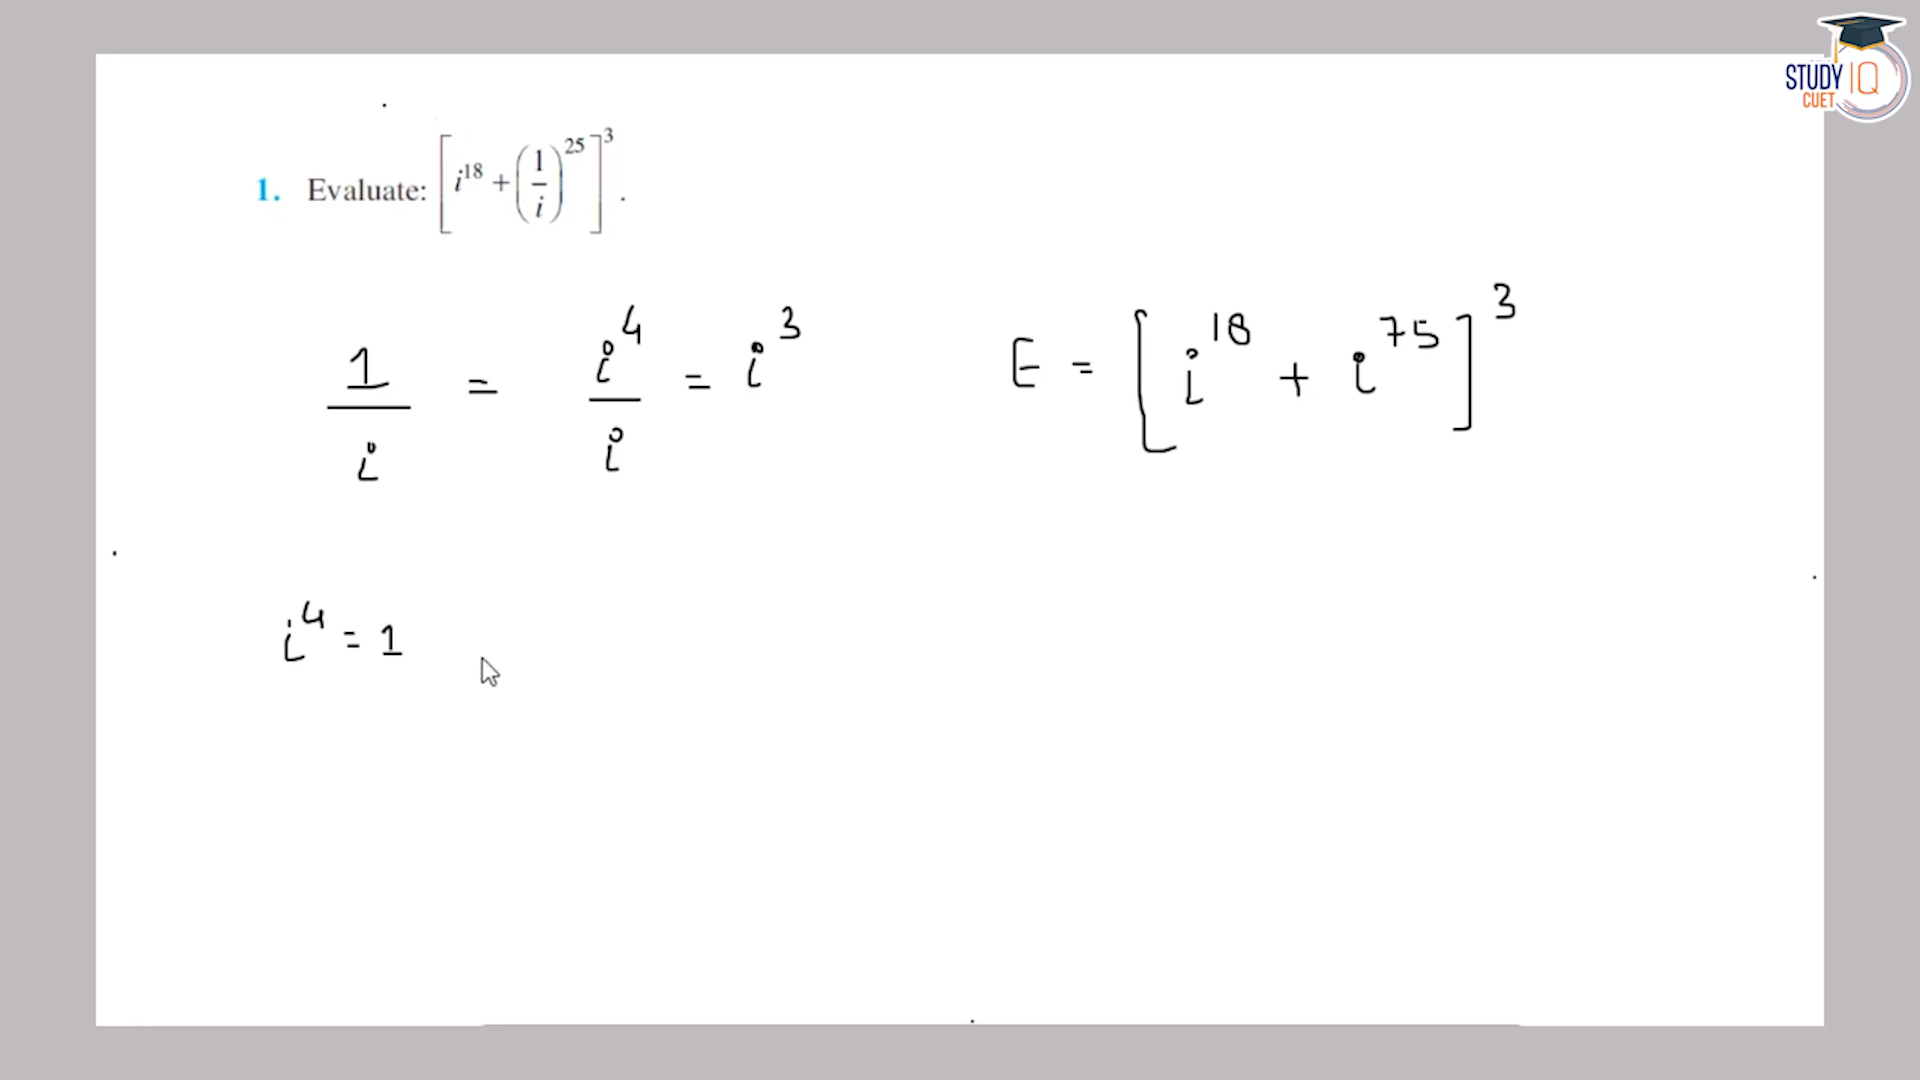 STUDY IQ
CUET
1. Evaluate: [i^18 + (1/i)^25]^3 .
1/i = i^4/i = i^3
E = [i^18 + i^75]^3
i^4 = 1